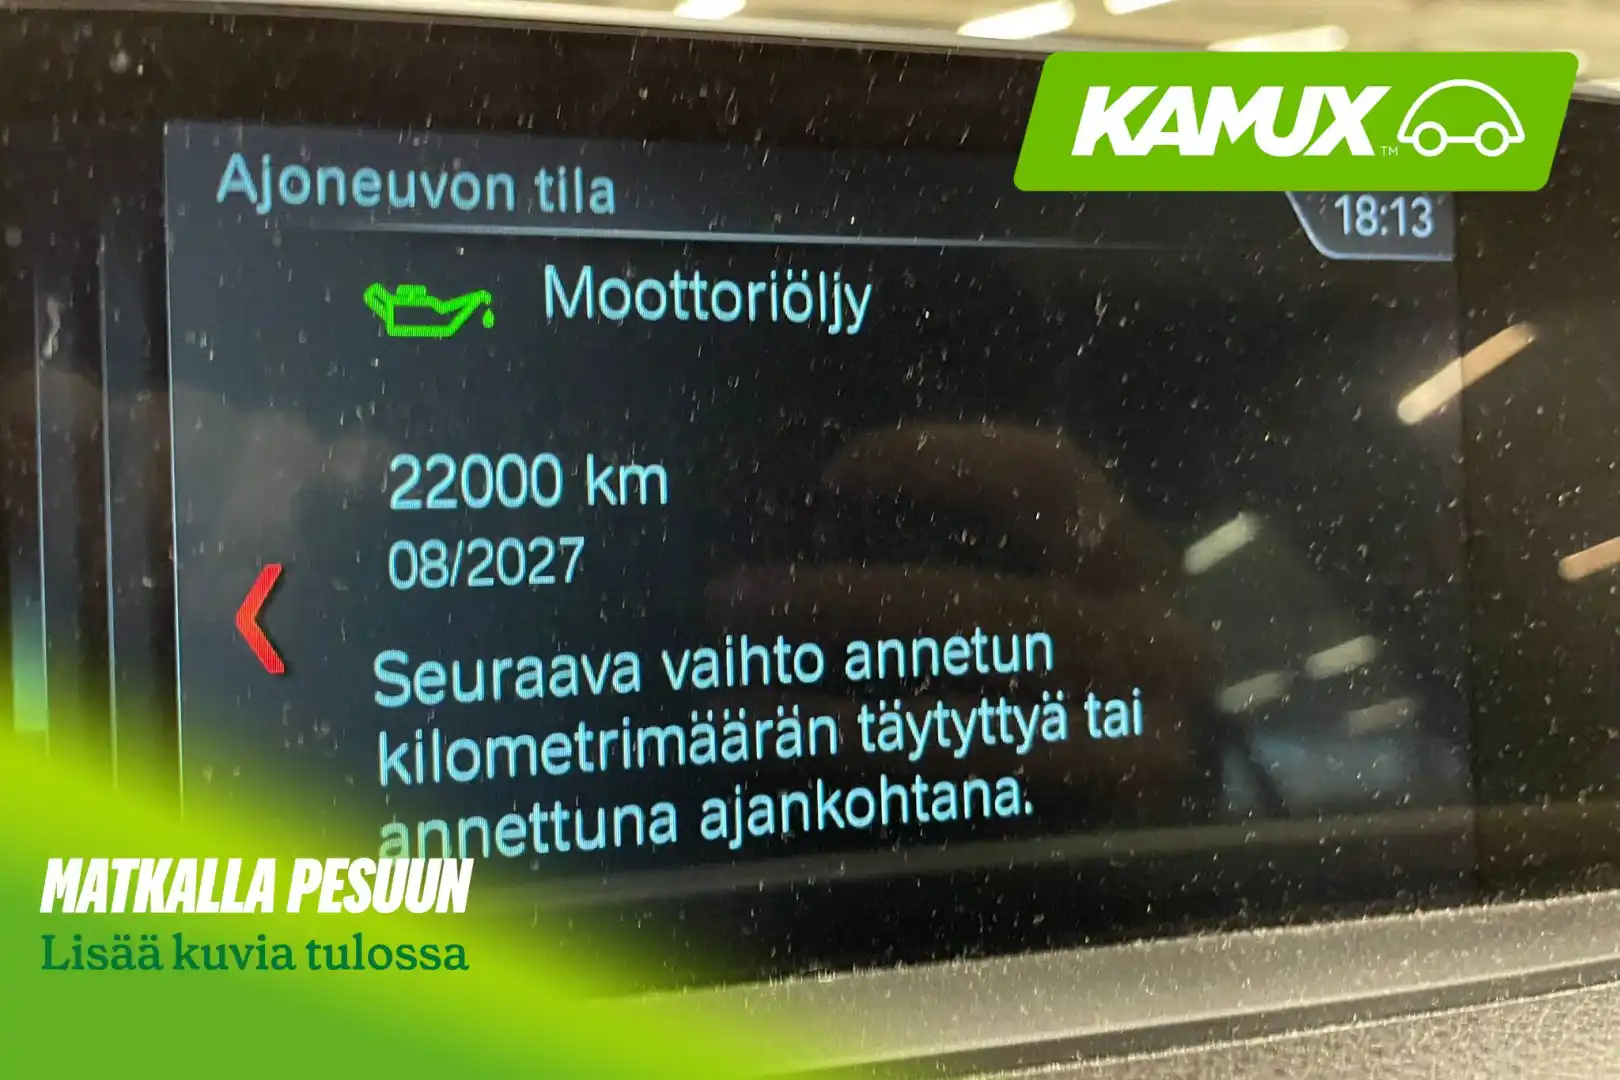 KAMUX™
Ajoneuvon tila
18:13
Moottoriöljy
22000 km
08/2027
Seuraava vaihto annetun
kilometrimäärän täytyttyä tai
annettuna ajankohtana.
MATKALLA PESUUN
Lisää kuvia tulossa